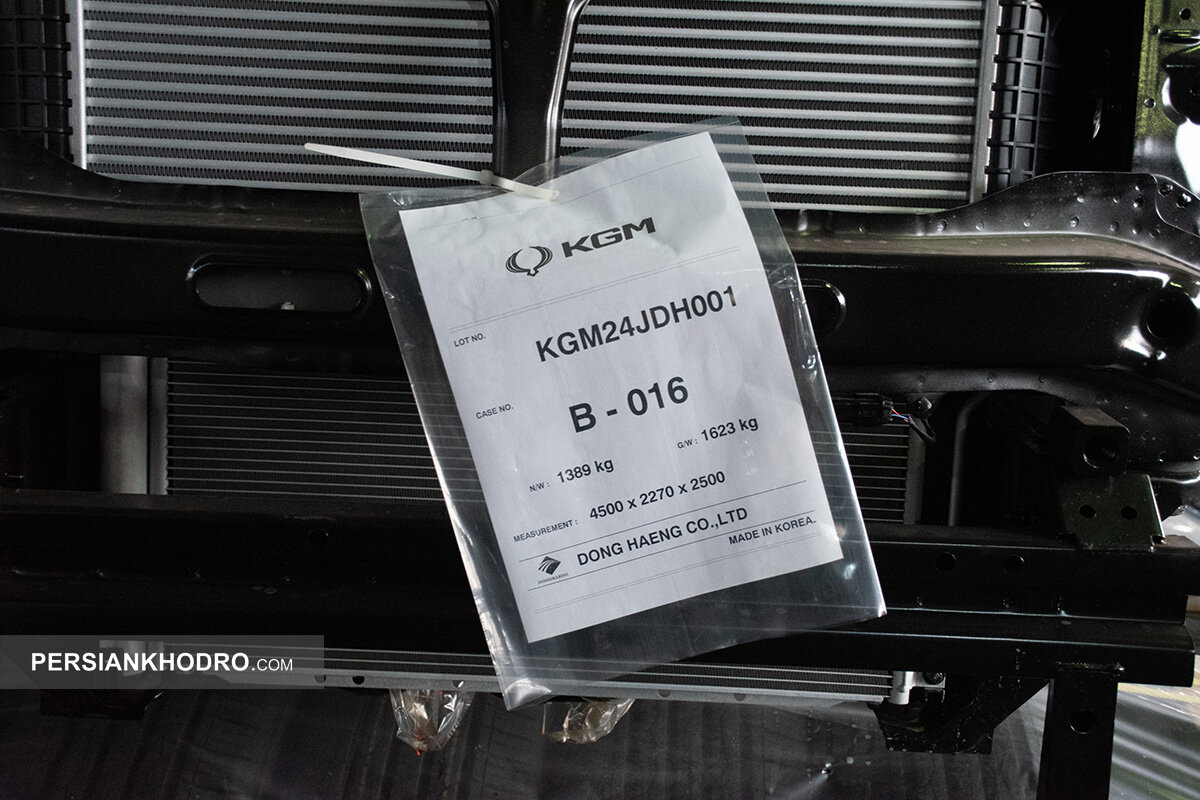 KGM
LOT NO. KGM24JDH001
CASE NO. B - 016
N/W : 1389 kg G/W : 1623 kg
MEASUREMENT : 4500 x 2270 x 2500
DONGHAENG DONG HAENG CO.,LTD
MADE IN KOREA.
PERSIANKHODRO.COM